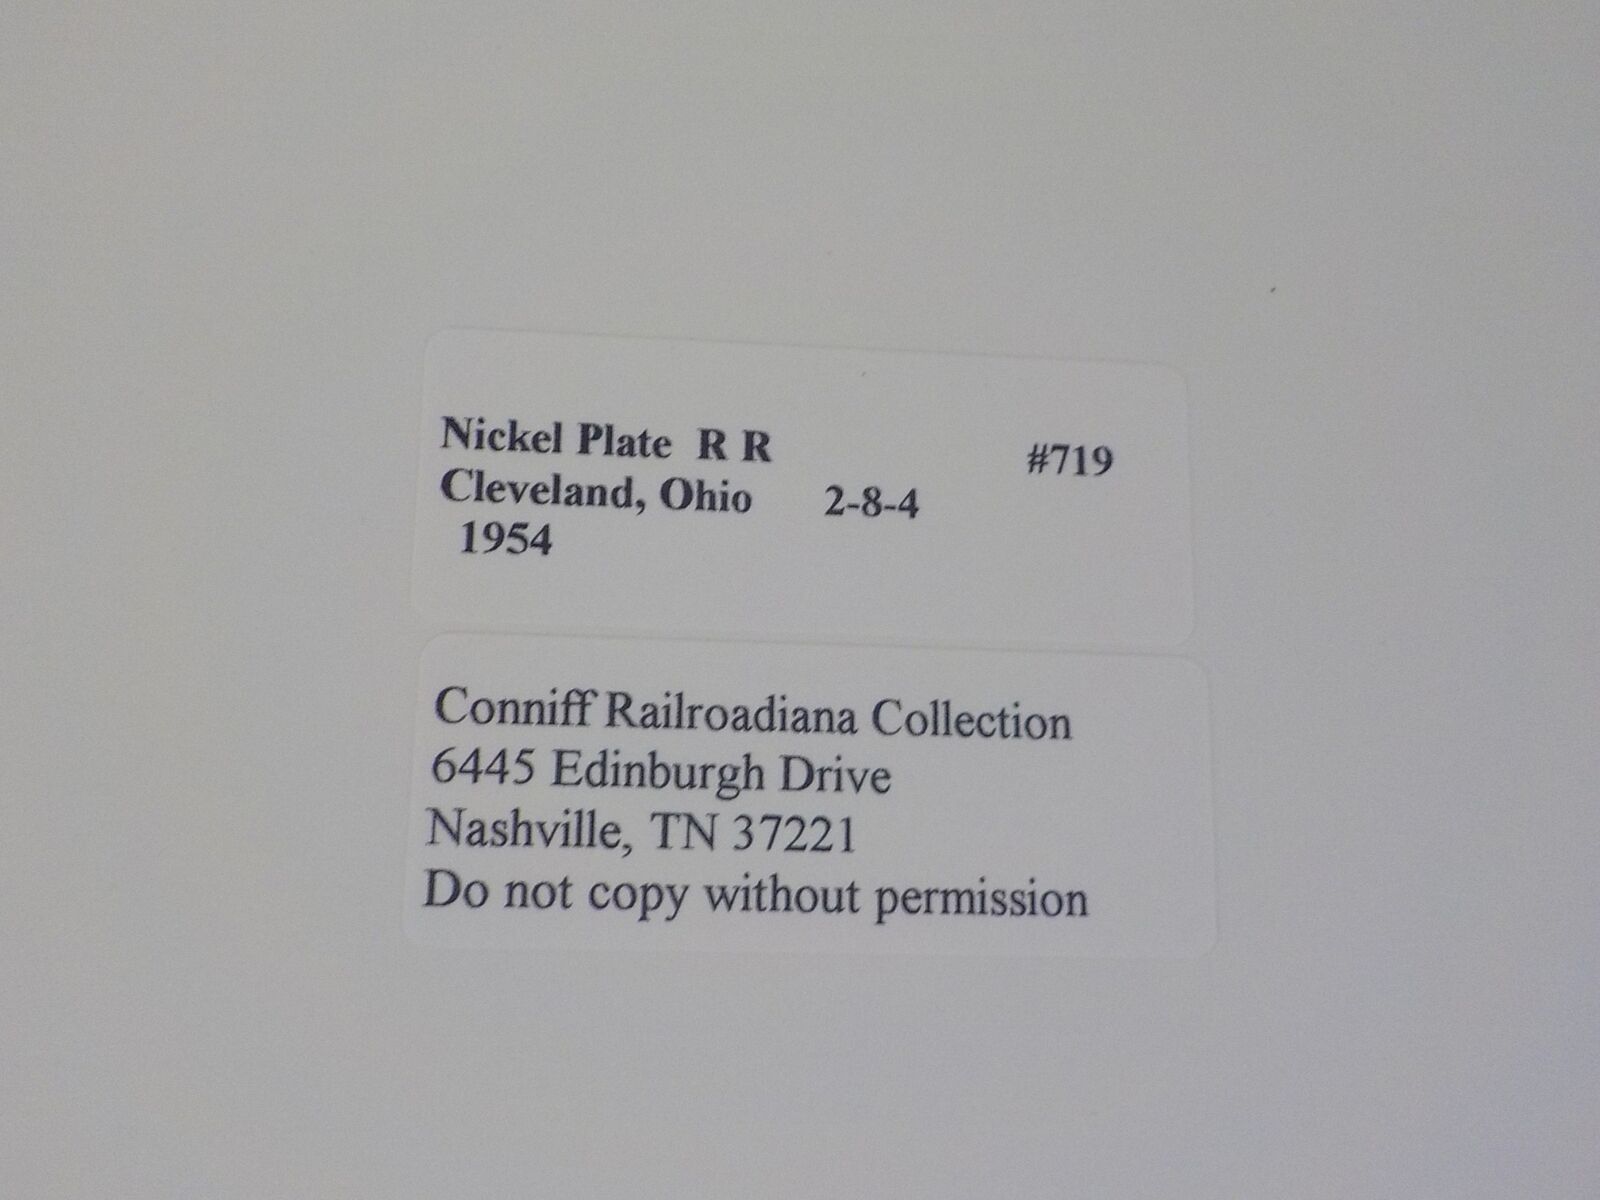 Nickel Plate R R #719
Cleveland, Ohio 2-8-4
1954
Conniff Railroadiana Collection
6445 Edinburgh Drive
Nashville, TN 37221
Do not copy without permission